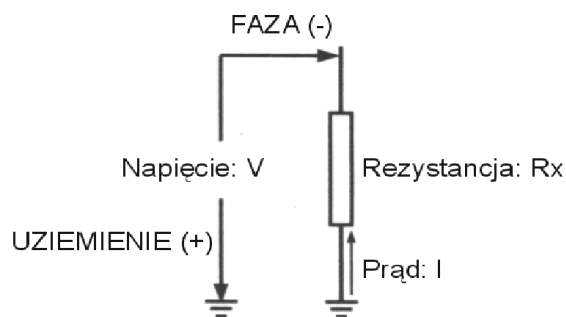 FAZA (-)
Napięcie: V
Rezystancja: Rx
UZIEMIENIE (+)
Prąd: I